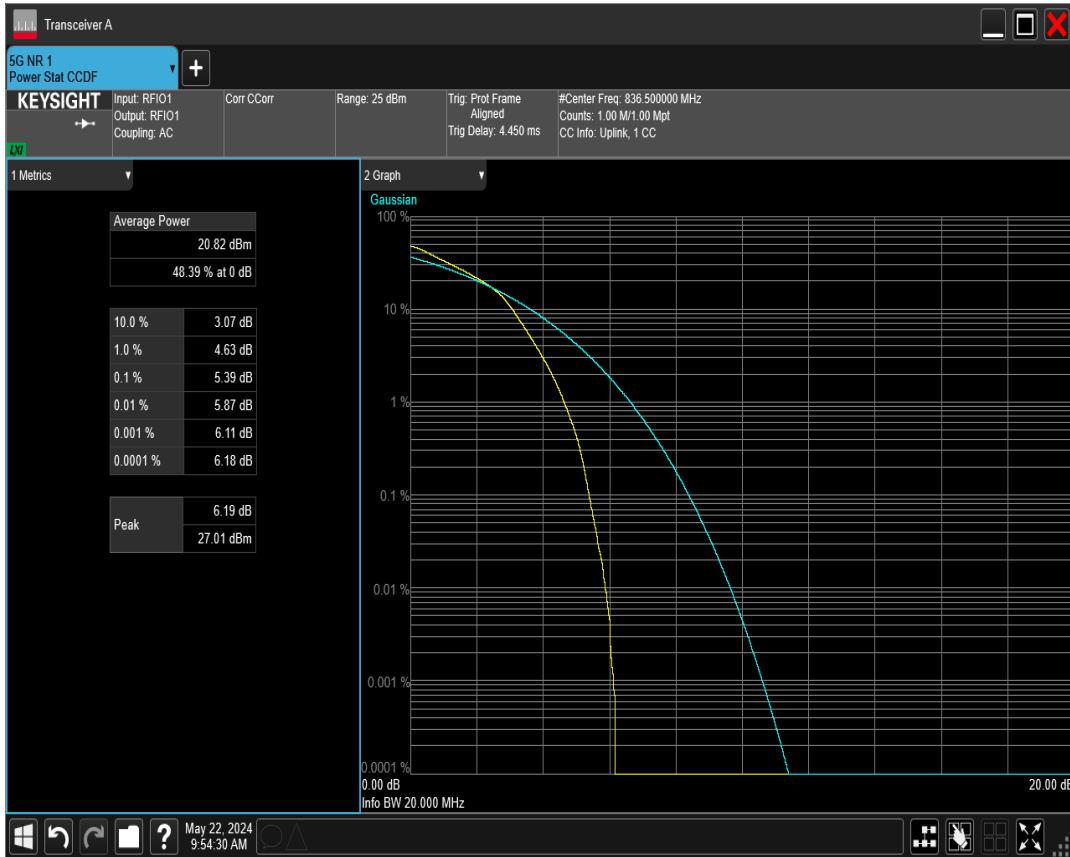 Transceiver A
5G NR 1
Power Stat CCDF
+
KEYSIGHT
LXI
Input: RFIO1
Output: RFIO1
Coupling: AC
Corr CCorr
Range: 25 dBm
Trig: Prot Frame
Aligned
Trig Delay: 4.450 ms
#Center Freq: 836.500000 MHz
Counts: 1.00 M/1.00 Mpt
CC Info: Uplink, 1 CC
1 Metrics
Average Power
20.82 dBm
48.39 % at 0 dB
10.0 % 3.07 dB
1.0 % 4.63 dB
0.1 % 5.39 dB
0.01 % 5.87 dB
0.001 % 6.11 dB
0.0001 % 6.18 dB
Peak
6.19 dB
27.01 dBm
2 Graph
Gaussian
100 %
10 %
1 %
0.1 %
0.01 %
0.001 %
0.0001 %
0.00 dB
20.00 dB
Info BW 20.000 MHz
?
May 22, 2024
9:54:30 AM